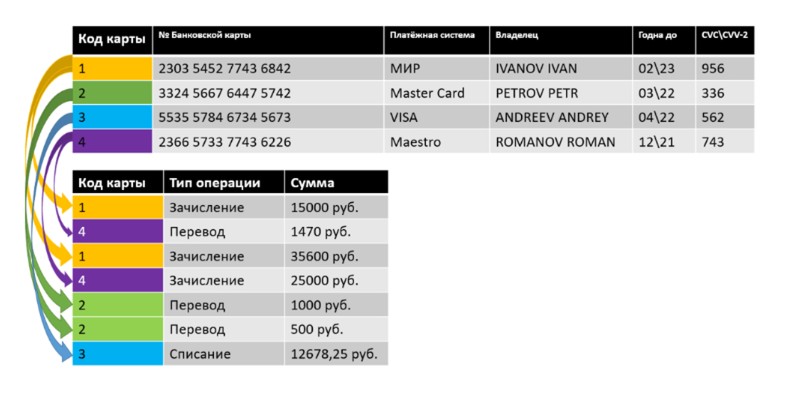 Код карты № Банковской карты Платёжная система Владелец Годна до CVC\CVV-2
1 2303 5452 7743 6842 МИР IVANOV IVAN 02\23 956
2 3324 5667 6447 5742 Master Card PETROV PETR 03\22 336
3 5535 5784 6734 5673 VISA ANDREEV ANDREY 04\22 562
4 2366 5733 7743 6226 Maestro ROMANOV ROMAN 12\21 743
Код карты Тип операции Сумма
1 Зачисление 15000 руб.
4 Перевод 1470 руб.
1 Зачисление 35600 руб.
4 Зачисление 25000 руб.
2 Перевод 1000 руб.
2 Перевод 500 руб.
3 Списание 12678,25 руб.